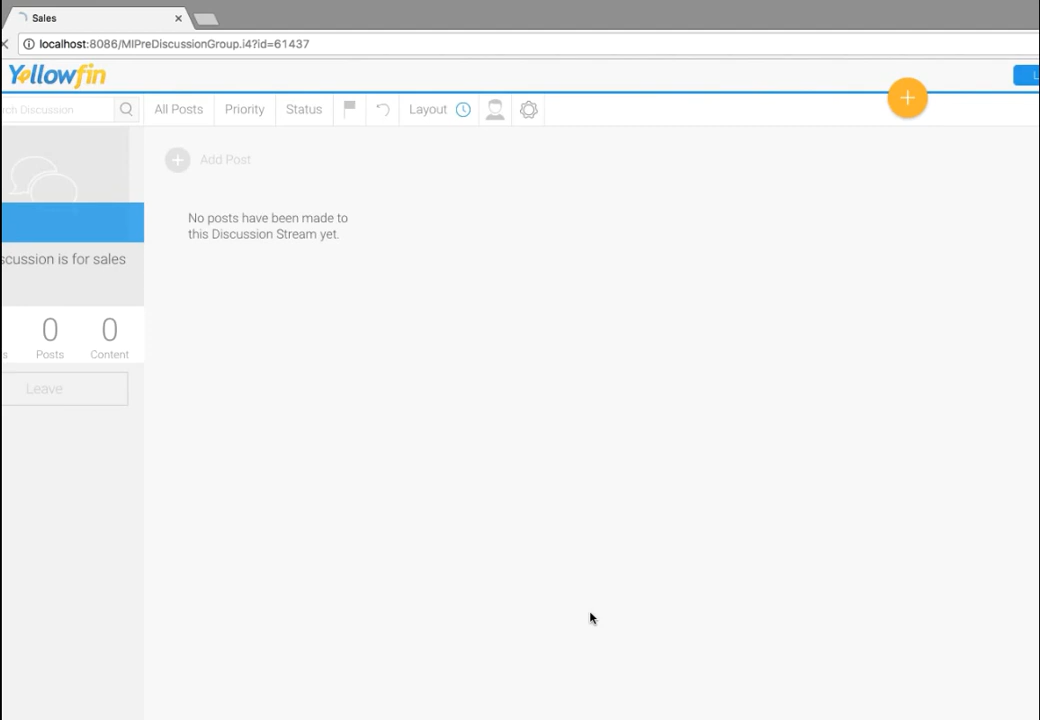 Sales
localhost:8086/MIPreDiscussionGroup.i4?id=61437
Yellowfin
Discussion
All Posts
Priority
Status
Layout
Add Post
No posts have been made to
this Discussion Stream yet.
is for sales
0 0
Posts Content
Leave